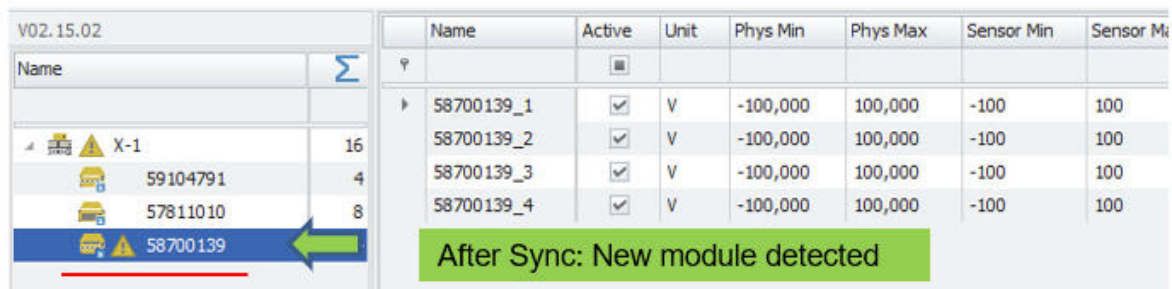 V02.15.02
Name Σ
X-1 16
59104791 4
57811010 8
58700139
Name Active Unit Phys Min Phys Max Sensor Min Sensor Ma
58700139_1 V -100,000 100,000 -100 100
58700139_2 V -100,000 100,000 -100 100
58700139_3 V -100,000 100,000 -100 100
58700139_4 V -100,000 100,000 -100 100
After Sync: New module detected